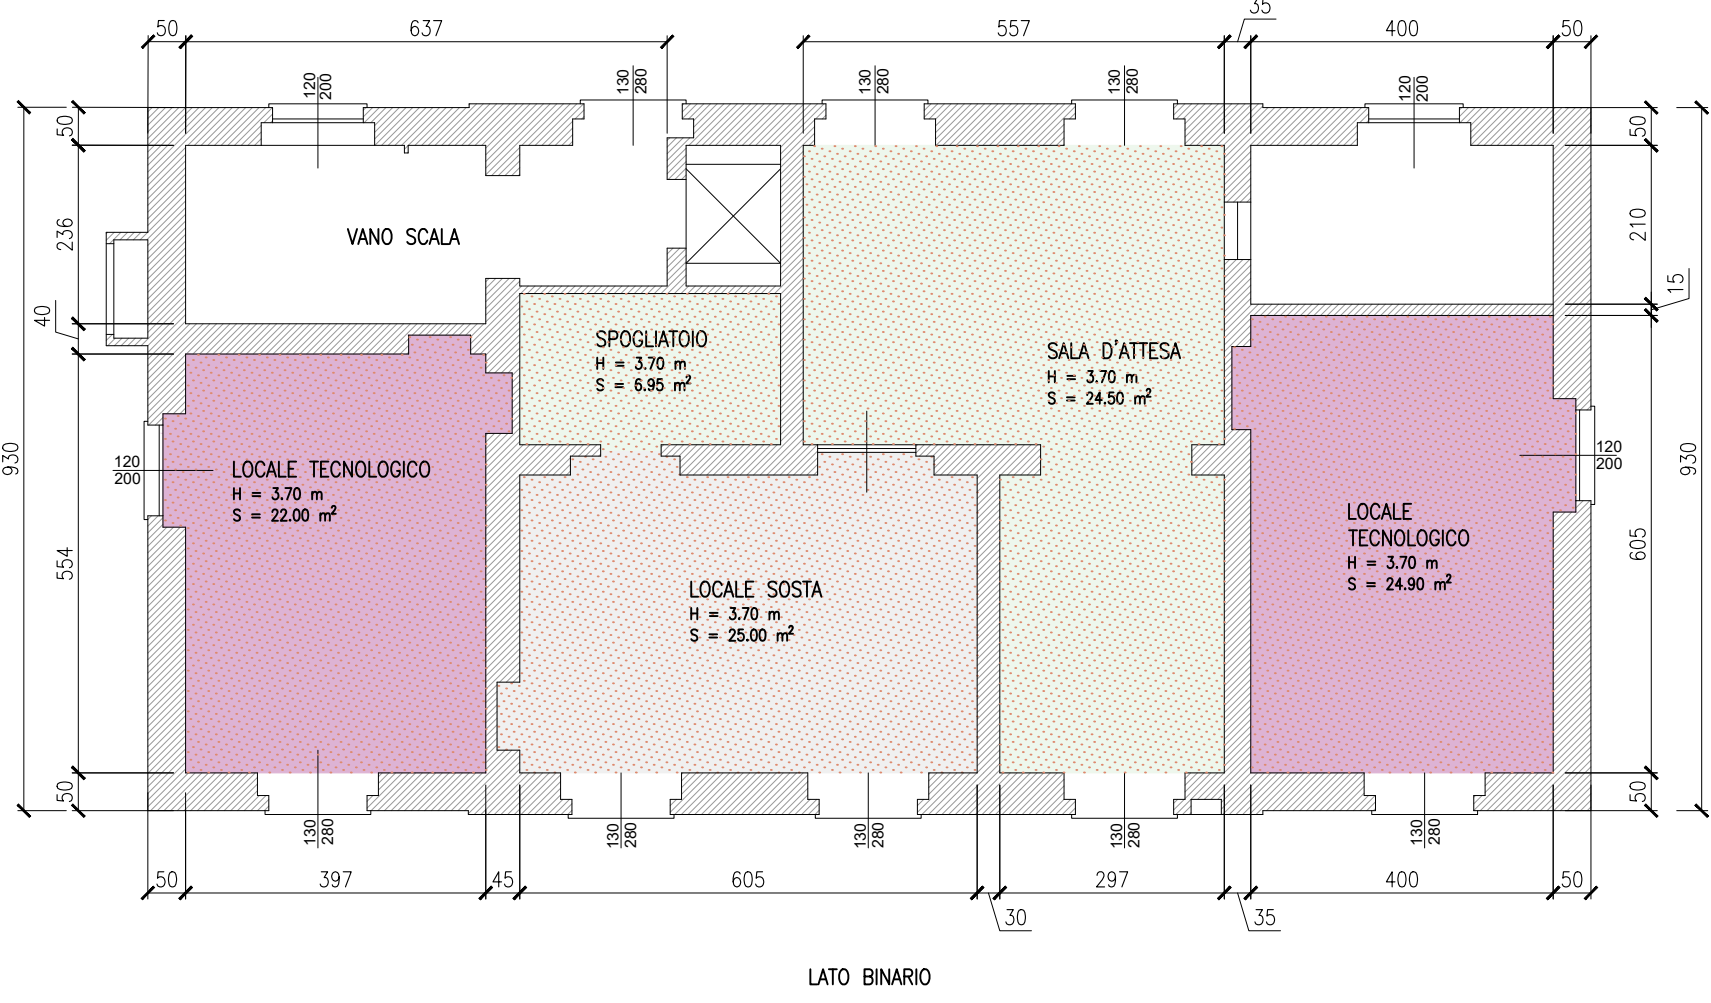 50
637
557
35
400
50
120
200
130
280
130
280
130
280
120
200
50
236
40
554
50
930
50
210
15
605
50
930
VANO SCALA
SPOGLIATOIO
H = 3.70 m
S = 6.95 m²
SALA D'ATTESA
H = 3.70 m
S = 24.50 m²
LOCALE TECNOLOGICO
H = 3.70 m
S = 22.00 m²
120
200
120
200
LOCALE
TECNOLOGICO
H = 3.70 m
S = 24.90 m²
LOCALE SOSTA
H = 3.70 m
S = 25.00 m²
130
280
130
280
130
280
130
280
130
280
50
397
45
605
30
297
35
400
50
LATO BINARIO